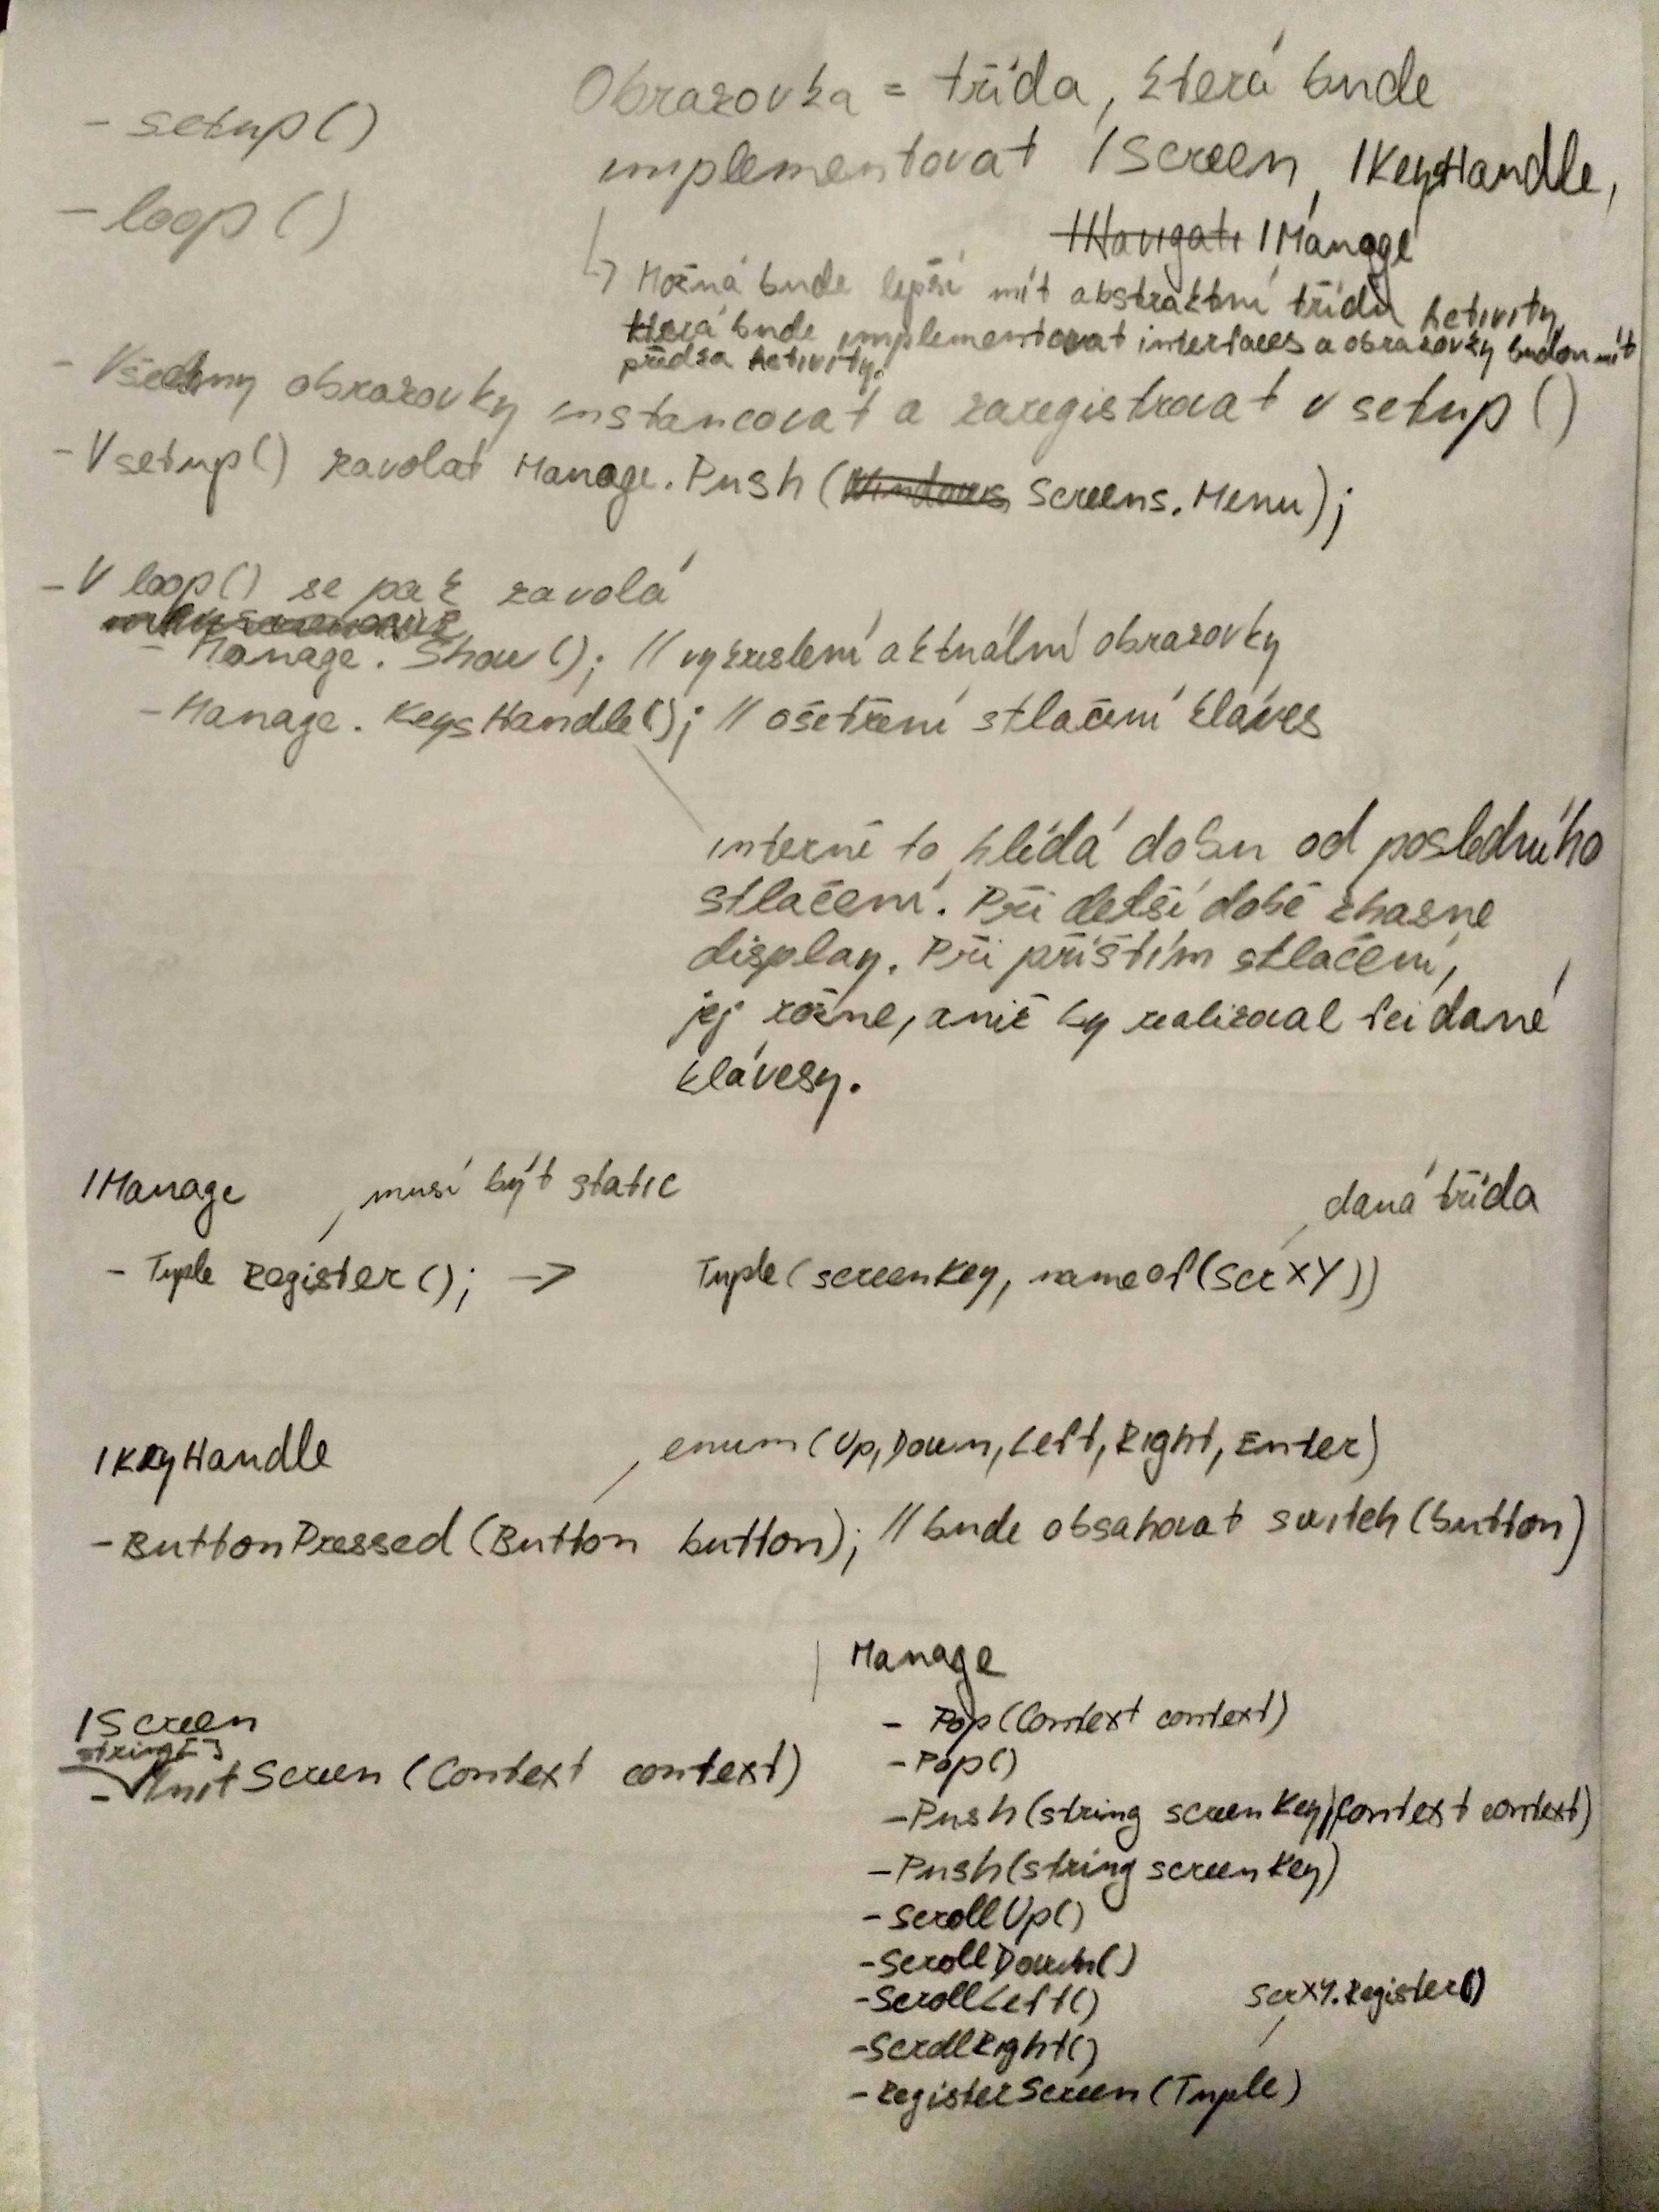 - setup()
- loop()
Obrazovka = třída, která bude
implementovat IScreen, IKeyHandle,
INavigate IManage
↳ Možná bude lepší mít abstraktní třídu Activity,
která bude implementovat interfaces a obrazovky budou mít
předka Activity.
- Všechny obrazovky instancovat a zaregistrovat v setup()
- V setup() zavolat Manage.Push(Windows Screens.Menu);
- V loop() se pak zavolá
- Manage.Show(); // vykreslení aktuální obrazovky
- Manage.KeysHandle(); // ošetření stlačení kláves
interně to hlídá dobu od posledního
stlačení. Při delší době zhasne
display. Při příštím stlačení,
jej rožne, aniž by realizoval fci dané
klávesy.
IManage
musí být static
daná třída
- Tuple Register(); -> Tuple(screenKey, nameof(ScrXY))
IKeyHandle
enum(Up, Down, Left, Right, Enter)
- ButtonPressed(Button button); // bude obsahovat switch(button)
IScreen
string[]
- InitScreen(Context context)
Manage
- Pop(Context context)
- Pop()
- Push(string screenKey, Context context)
- Push(string screenKey)
- ScrollUp()
- ScrollDown()
- ScrollLeft()
- ScrollRight()
ScrXY.Register()
- RegisterScreen(Tuple)